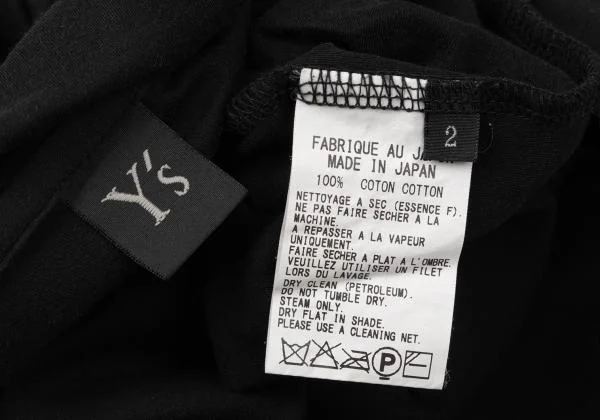 Y's
2
FABRIQUE AU
MADE IN JAPAN
100% COTON COTTON
NETTOYAGE A SEC (ESSENCE F).
NE PAS FAIRE SECHER A LA
MACHINE.
A REPASSER A LA VAPEUR
UNIQUEMENT.
FAIRE SECHER A PLAT A L'OMBRE.
VEUILLEZ UTILISER UN FILET
LORS DU LAVAGE.
DRY CLEAN (PETROLEUM).
DO NOT TUMBLE DRY.
STEAM ONLY.
DRY FLAT IN SHADE.
PLEASE USE A CLEANING NET.
P